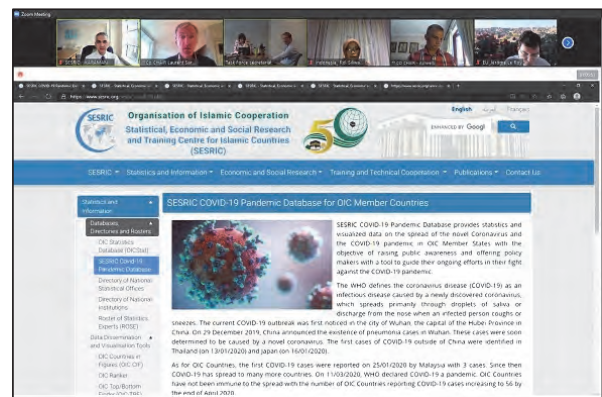 Zoom Meeting
SESRIC
Organisation of Islamic Cooperation
Statistical, Economic and Social Research
and Training Centre for Islamic Countries
(SESRIC)
50
English Français
ENHANCED BY Google
SESRIC Statistics and Information Economic and Social Research Training and Technical Cooperation Publications Contact Us
Statistics and
Information
Databases,
Directories and Rosters
OIC Statistics
Database (OICStat)
SESRIC Covid-19
Pandemic Database
Directory of National
Statistical Offices
Directory of National
Institutions
Roster of Statistics
Experts (ROSE)
Data Dissemination
and Visualisation Tools
OIC Countries in
Figures (OIC-CIF)
OIC Ranker
OIC Top/Bottom
SESRIC COVID-19 Pandemic Database for OIC Member Countries
SESRIC COVID-19 Pandemic Database provides statistics and
visualized data on the spread of the novel Coronavirus and
the COVID-19 pandemic in OIC Member States with the
objective of raising public awareness and offering policy
makers with a tool to guide their ongoing efforts in their fight
against the COVID-19 pandemic.
The WHO defines the coronavirus disease (COVID-19) as an
infectious disease caused by a newly discovered coronavirus,
which spreads primarily through droplets of saliva or
discharge from the nose when an infected person coughs or
sneezes. The current COVID-19 outbreak was first noticed in the city of Wuhan, the capital of the Hubei Province in
China. On 29 December 2019, China announced the existence of pneumonia cases in Wuhan. These cases were soon
determined to be caused by a novel coronavirus. The first cases of COVID-19 outside of China were identified in
Thailand (on 13/01/2020) and Japan (on 16/01/2020).
As for OIC Countries, the first COVID-19 cases were reported on 25/01/2020 by Malaysia with 3 cases. Since then
COVID-19 has spread to many more countries. On 11/03/2020, WHO declared COVID-19 a pandemic. OIC Countries
have not been immune to the spread with the number of OIC Countries reporting COVID-19 cases increasing to 56 by
the end of April 2020.